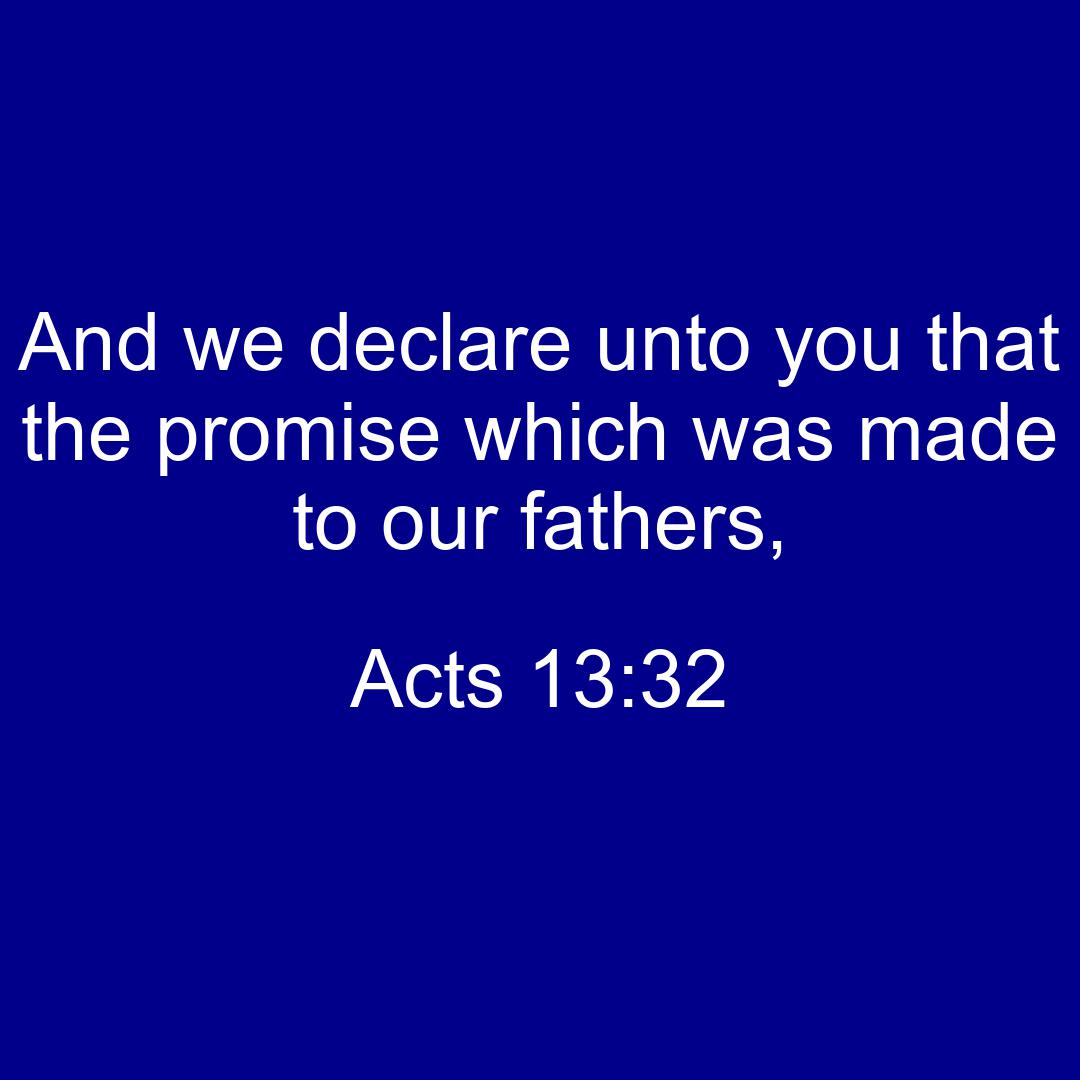 And we declare unto you that
the promise which was made
to our fathers,
Acts 13:32